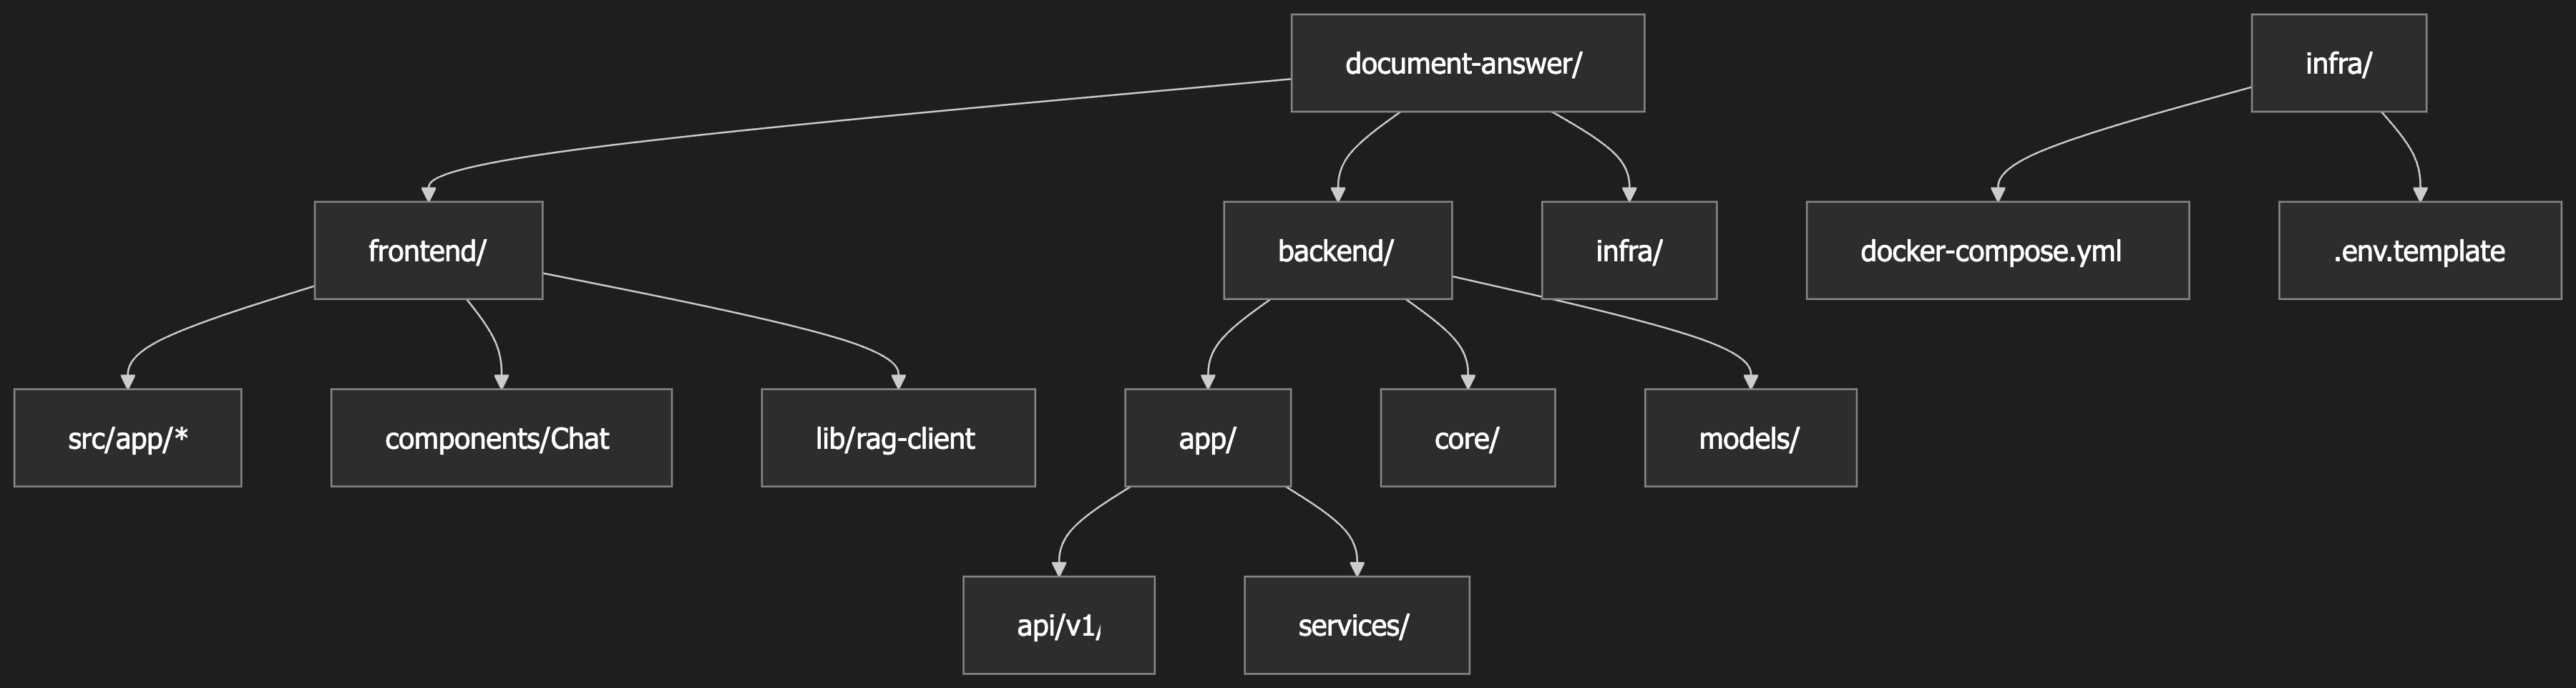 document-answer/
infra/
frontend/
backend/
infra/
docker-compose.yml
.env.template
src/app/*
components/Chat
lib/rag-client
app/
core/
models/
api/v1/
services/